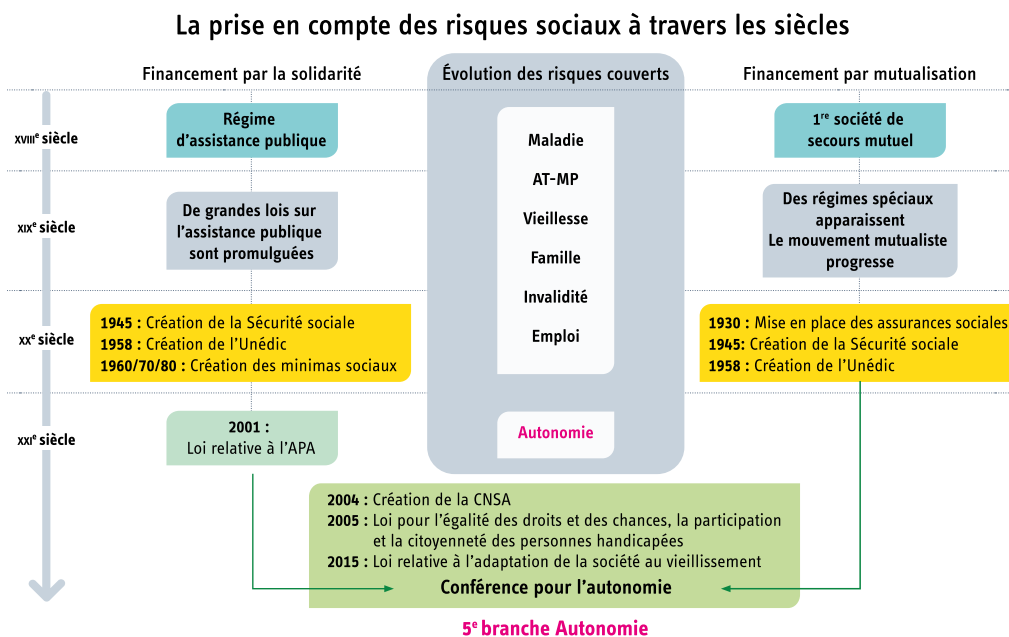 La prise en compte des risques sociaux à travers les siècles
Financement par la solidarité
Évolution des risques couverts
Financement par mutualisation
XVIIIe siècle
Régime
d’assistance publique
1re société de
secours mutuel
XIXe siècle
De grandes lois sur
l’assistance publique
sont promulguées
Des régimes spéciaux
apparaissent
Le mouvement mutualiste
progresse
Maladie
AT-MP
Vieillesse
Famille
Invalidité
Emploi
XXe siècle
1945 : Création de la Sécurité sociale
1958 : Création de l’Unédic
1960/70/80 : Création des minimas sociaux
1930 : Mise en place des assurances sociales
1945: Création de la Sécurité sociale
1958 : Création de l’Unédic
XXIe siècle
2001 :
Loi relative à l’APA
Autonomie
2004 : Création de la CNSA
2005 : Loi pour l’égalité des droits et des chances, la participation
et la citoyenneté des personnes handicapées
2015 : Loi relative à l’adaptation de la société au vieillissement
Conférence pour l’autonomie
5e branche Autonomie